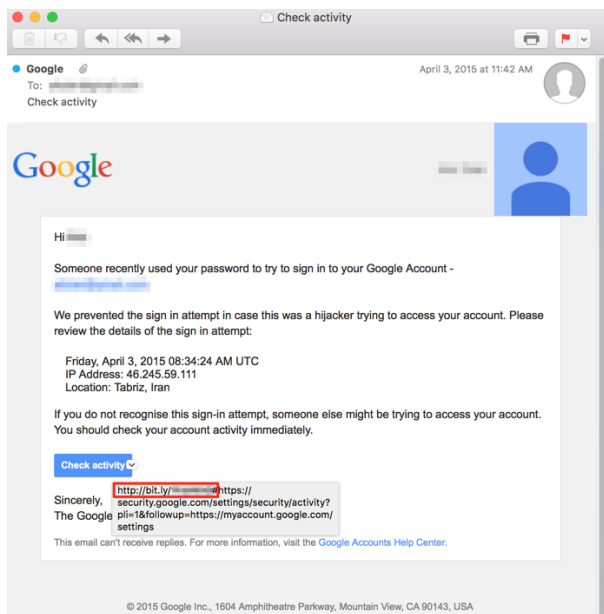 Check activity
Google
April 3, 2015 at 11:42 AM
To:
Check activity
Google
Hi
Someone recently used your password to try to sign in to your Google Account -
We prevented the sign in attempt in case this was a hijacker trying to access your account. Please
review the details of the sign in attempt:
Friday, April 3, 2015 08:34:24 AM UTC
IP Address: 46.245.59.111
Location: Tabriz, Iran
If you do not recognise this sign-in attempt, someone else might be trying to access your account.
You should check your account activity immediately.
Check activity
http://bit.ly/ #https://
security.google.com/settings/security/activity?
pli=1&followup=https://myaccount.google.com/
settings
Sincerely,
The Google
This email can't receive replies. For more information, visit the Google Accounts Help Center.
© 2015 Google Inc., 1604 Amphitheatre Parkway, Mountain View, CA 90143, USA